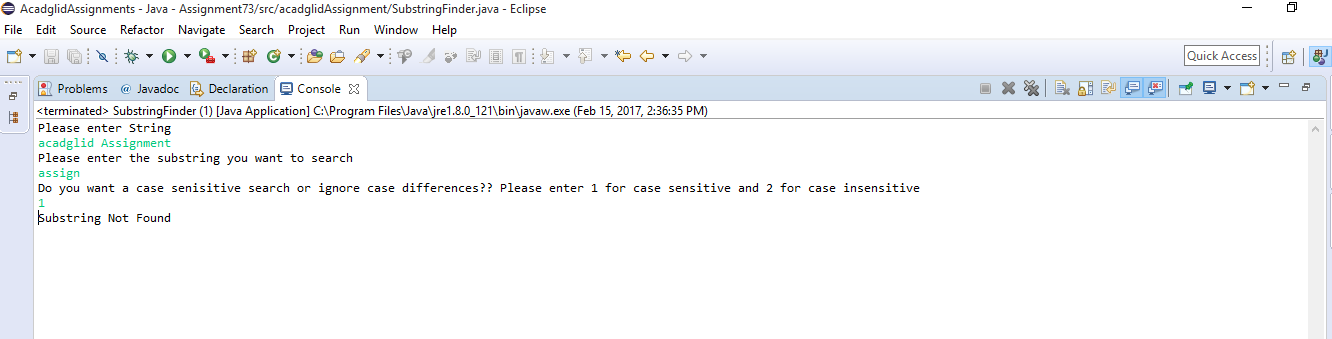 AcadglidAssignments - Java - Assignment73/src/acadglidAssignment/SubstringFinder.java - Eclipse
File Edit Source Refactor Navigate Search Project Run Window Help
Quick Access
Problems @ Javadoc Declaration Console
<terminated> SubstringFinder (1) [Java Application] C:\Program Files\Java\jre1.8.0_121\bin\javaw.exe (Feb 15, 2017, 2:36:35 PM)
Please enter String
acadglid Assignment
Please enter the substring you want to search
assign
Do you want a case senisitive search or ignore case differences?? Please enter 1 for case sensitive and 2 for case insensitive
1
Substring Not Found